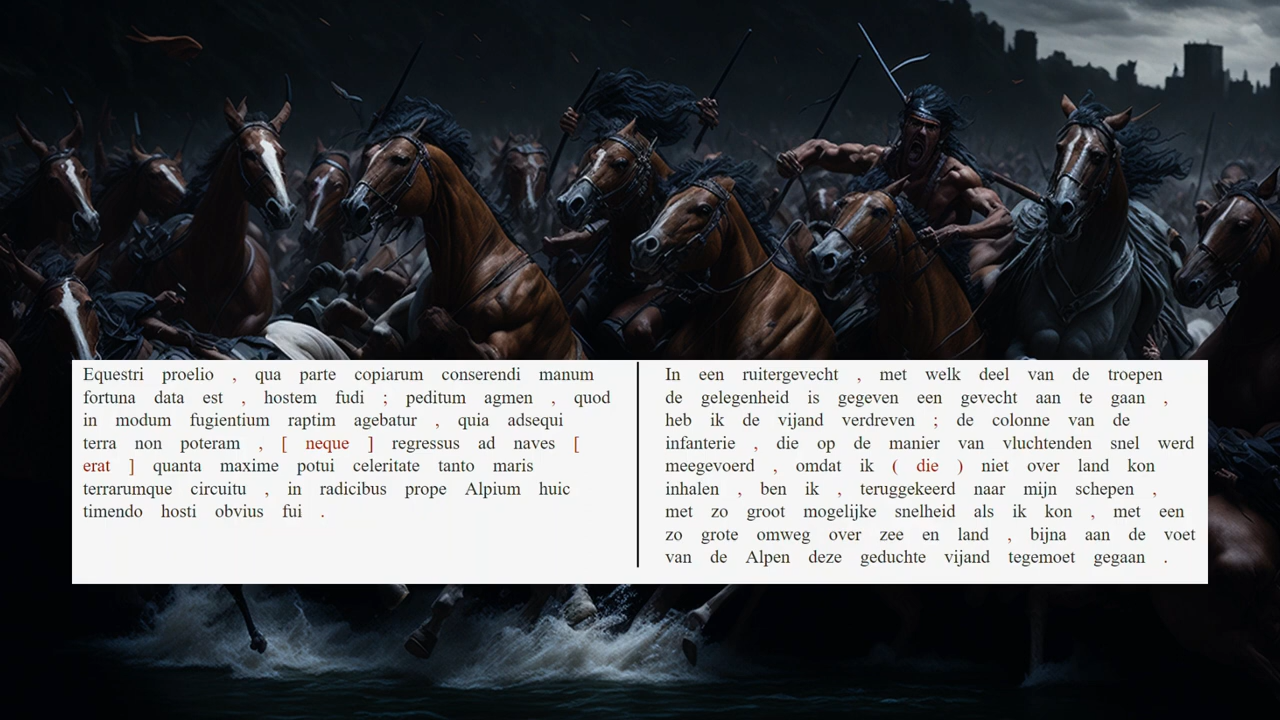 Equestri proelio , qua parte copiarum conserendi manum
fortuna data est , hostem fudi ; peditum agmen , quod
in modum fugientium raptim agebatur , quia adsequi
terra non poteram , [ neque ] regressus ad naves [
erat ] quanta maxime potui celeritate tanto maris
terrarumque circuitu , in radicibus prope Alpium huic
timendo hosti obvius fui .
In een ruitergevecht , met welk deel van de troepen
de gelegenheid is gegeven een gevecht aan te gaan ,
heb ik de vijand verdreven ; de colonne van de
infanterie , die op de manier van vluchtenden snel werd
meegevoerd , omdat ik ( die ) niet over land kon
inhalen , ben ik , teruggekeerd naar mijn schepen ,
met zo groot mogelijke snelheid als ik kon , met een
zo grote omweg over zee en land , bijna aan de voet
van de Alpen deze geduchte vijand tegemoet gegaan .